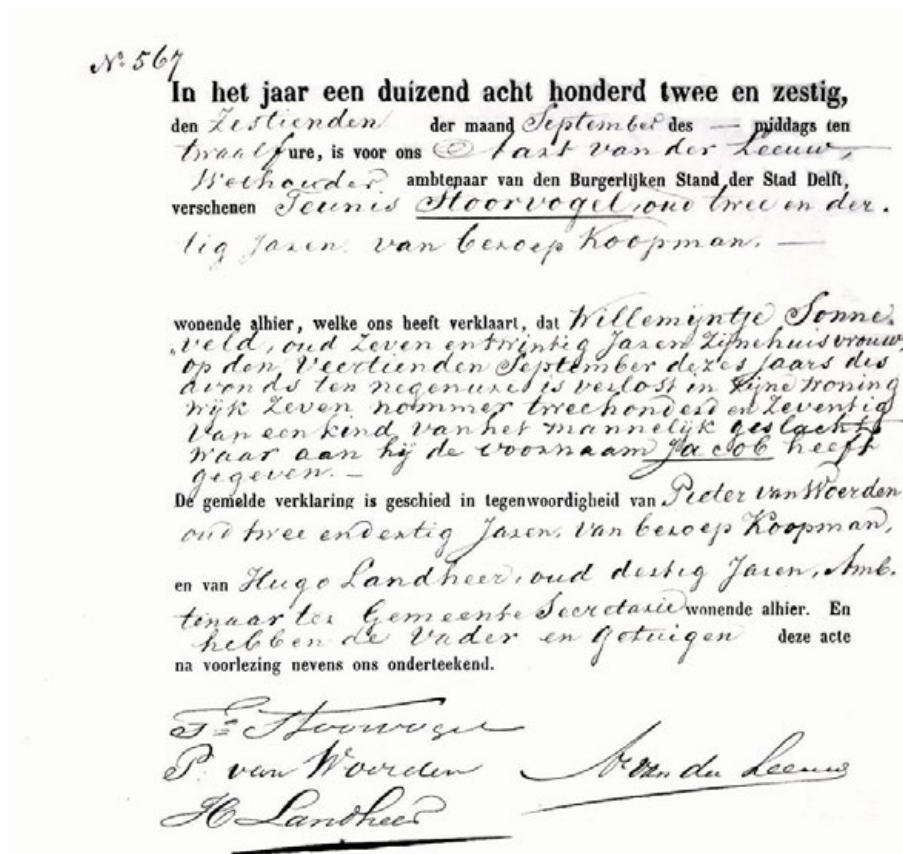 No. 567
In het jaar een duizend acht honderd twee en zestig,
den Zestienden der maand September des — middags ten
twaalf ure, is voor ons Aart van der Leeuw,
Wethouder ambtenaar van den Burgerlijken Stand der Stad Delft,
verschenen Teunis Stoorvogel, oud twee en der-
tig Jaren. van beroep Koopman. —
wonende alhier, welke ons heeft verklaart, dat Willemijntje Sonne-
veld, oud Zeven entwintig Jaren Zijnehuisvrouw,
op den Veertienden September dezes jaars des
avonds ten negenure is verlost in zijne woning
wijk Zeven nommer tweehonderd en Zeventig
Van een kind van het mannelijk geslacht
waar aan hij de voornaam Jacob heeft
gegeven. —
De gemelde verklaring is geschied in tegenwoordigheid van Pieter van Woerden
oud twee endertig Jaren. van beroep Koopman,
en van Hugo Landheer, oud dertig Jaren, Amb-
tenaar ter Gemeente Secretarie wonende alhier. En
hebben de Vader en Getuigen deze acte
na voorlezing nevens ons onderteekend.
Ts Stoorvogel
P. van Woerden
A van der Leeuw
H Landheer